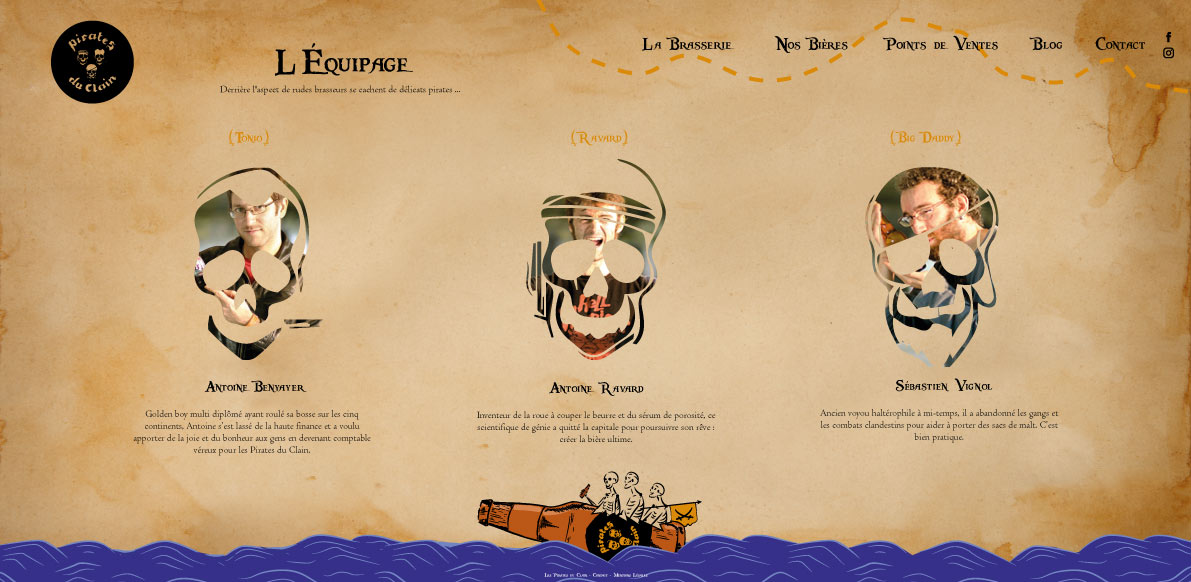 pirates
du Clain
L'Équipage
Derrière l'aspect de rudes brasseurs se cachent de délicats pirates ...
La Brasserie
Nos Bières
Points de Ventes
Blog
Contact
(Tonio)
(Ravard)
(Big Daddy)
Antoine Benyayer
Golden boy multi diplômé ayant roulé sa bosse sur les cinq
continents, Antoine s'est lassé de la haute finance et a voulu
apporter de la joie et du bonheur aux gens en devenant comptable
véreux pour les Pirates du Clain.
Antoine Ravard
Inventeur de la roue à couper le beurre et du sérum de porosité, ce
scientifique de génie a quitté la capitale pour poursuivre son rêve :
créer la bière ultime.
Sébastien Vignol
Ancien voyou haltérophile à mi-temps, il a abandonné les gangs et
les combats clandestins pour aider à porter des sacs de malt. C'est
bien pratique.
pirates
Les Pirates du Clain - Contact - Mentions Légales